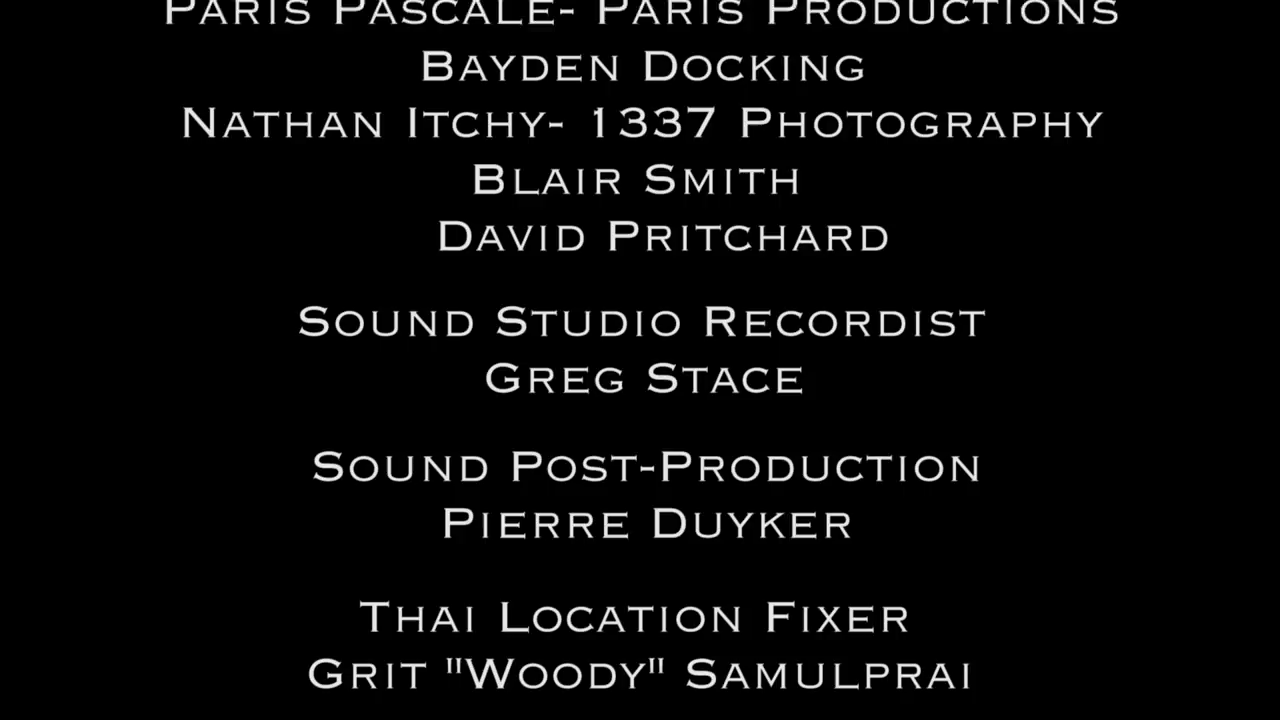 Paris Pascale- Paris Productions
Bayden Docking
Nathan Itchy- 1337 Photography
Blair Smith
David Pritchard
Sound Studio Recordist
Greg Stace
Sound Post-Production
Pierre Duyker
Thai Location Fixer
Grit "Woody" Samulprai